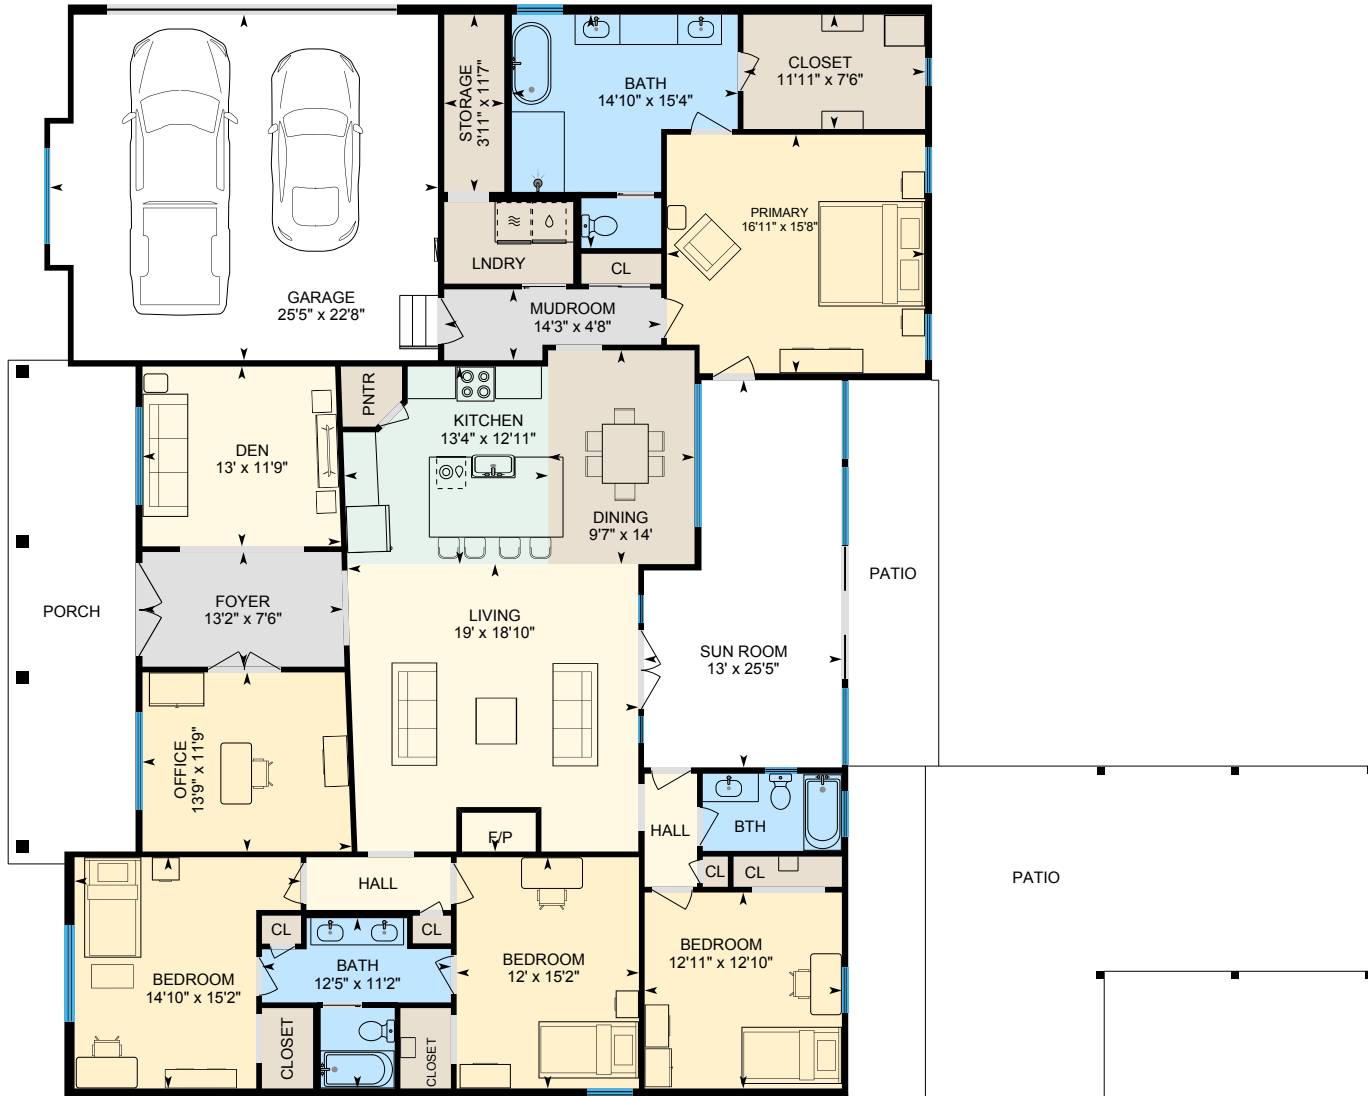 STORAGE
3'11" x 11'7"
BATH
14'10" x 15'4"
CLOSET
11'11" x 7'6"
PRIMARY
16'11" x 15'8"
LNDRY
CL
GARAGE
25'5" x 22'8"
MUDROOM
14'3" x 4'8"
PNTR
KITCHEN
13'4" x 12'11"
DEN
13' x 11'9"
DINING
9'7" x 14'
PATIO
PORCH
FOYER
13'2" x 7'6"
LIVING
19' x 18'10"
SUN ROOM
13' x 25'5"
OFFICE
13'9" x 11'9"
F/P
HALL
BTH
CL
CL
PATIO
HALL
CL
CL
BEDROOM
14'10" x 15'2"
BATH
12'5" x 11'2"
BEDROOM
12' x 15'2"
BEDROOM
12'11" x 12'10"
CLOSET
CLOSET